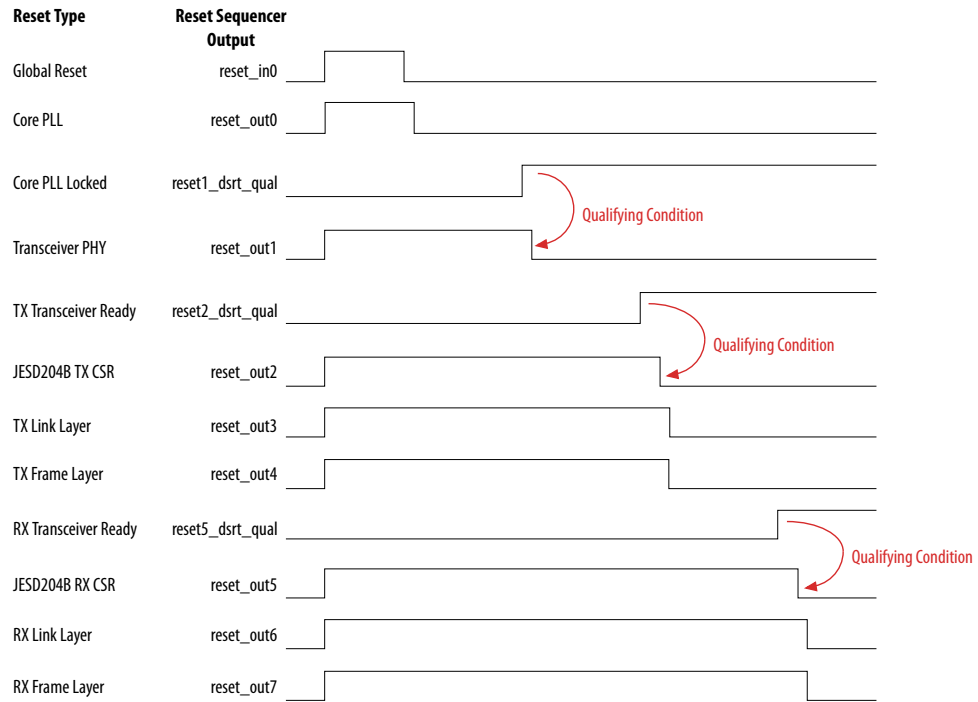 Reset Type Reset Sequencer
Output
Global Reset reset_in0
Core PLL reset_out0
Core PLL Locked reset1_dsrt_qual
Qualifying Condition
Transceiver PHY reset_out1
TX Transceiver Ready reset2_dsrt_qual
Qualifying Condition
JESD204B TX CSR reset_out2
TX Link Layer reset_out3
TX Frame Layer reset_out4
RX Transceiver Ready reset5_dsrt_qual
Qualifying Condition
JESD204B RX CSR reset_out5
RX Link Layer reset_out6
RX Frame Layer reset_out7